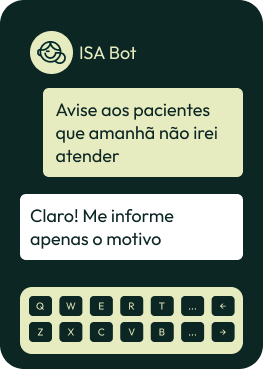 ISA Bot
Avise aos pacientes
que amanhã não irei
atender
Claro! Me informe
apenas o motivo
Q W E R T ... ←
Z X C V B ... →